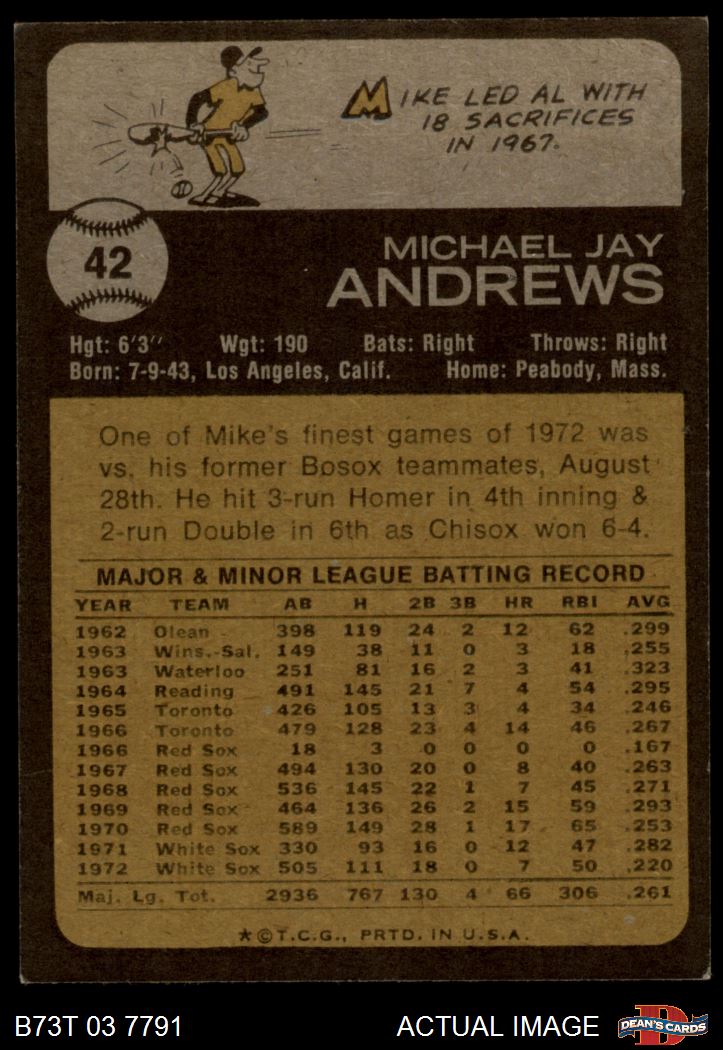 MIKE LED AL WITH
18 SACRIFICES
IN 1967.
42
MICHAEL JAY
ANDREWS
Hgt: 6'3" Wgt: 190 Bats: Right Throws: Right
Born: 7-9-43, Los Angeles, Calif. Home: Peabody, Mass.
One of Mike's finest games of 1972 was
vs. his former Bosox teammates, August
28th. He hit 3-run Homer in 4th inning &
2-run Double in 6th as Chisox won 6-4.
MAJOR & MINOR LEAGUE BATTING RECORD
YEAR TEAM AB H 2B 3B HR RBI AVG
1962 Olean 398 119 24 2 12 62 .299
1963 Wins.-Sal. 149 38 11 0 3 18 .255
1963 Waterloo 251 81 16 2 3 41 .323
1964 Reading 491 145 21 7 4 54 .295
1965 Toronto 426 105 13 3 4 34 .246
1966 Toronto 479 128 23 4 14 46 .267
1966 Red Sox 18 3 0 0 0 0 .167
1967 Red Sox 494 130 20 0 8 40 .263
1968 Red Sox 536 145 22 1 7 45 .271
1969 Red Sox 464 136 26 2 15 59 .293
1970 Red Sox 589 149 28 1 17 65 .253
1971 White Sox 330 93 16 0 12 47 .282
1972 White Sox 505 111 18 0 7 50 .220
Maj. Lg. Tot. 2936 767 130 4 66 306 .261
★©T.C.G., PRTD. IN U.S.A.
B73T 03 7791 ACTUAL IMAGE
D
DEAN'S CARDS